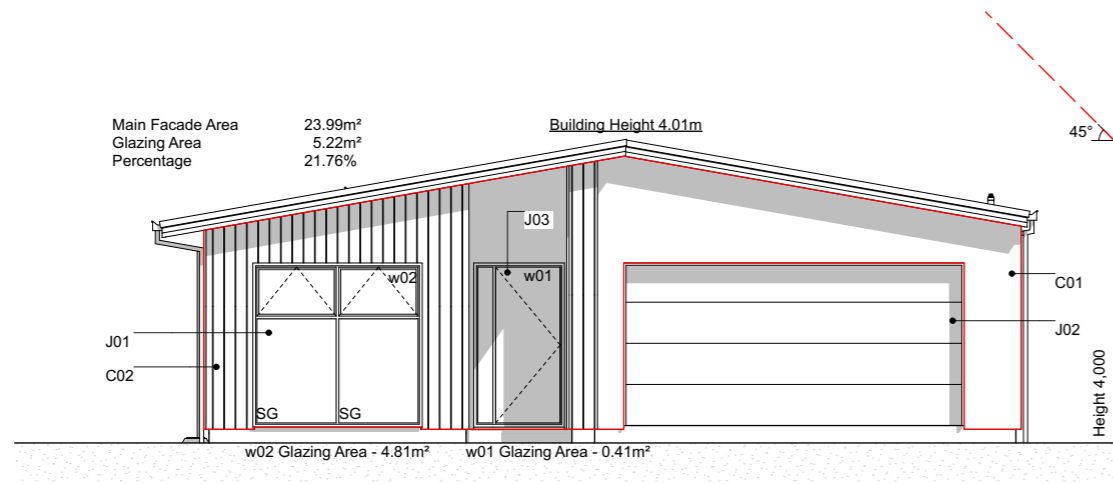 Main Facade Area 23.99m²
Glazing Area 5.22m²
Percentage 21.76%
Building Height 4.01m
45°
J03
w02
w01
C01
J01
J02
C02
SG SG
Height 4,000
w02 Glazing Area - 4.81m² w01 Glazing Area - 0.41m²